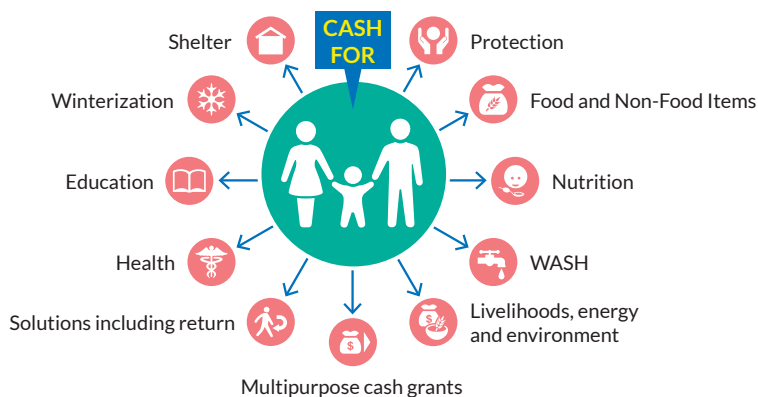 CASH
FOR
Shelter
Protection
Winterization
Food and Non-Food Items
Education
Nutrition
Health
WASH
Solutions including return
Livelihoods, energy
and environment
Multipurpose cash grants
$
$